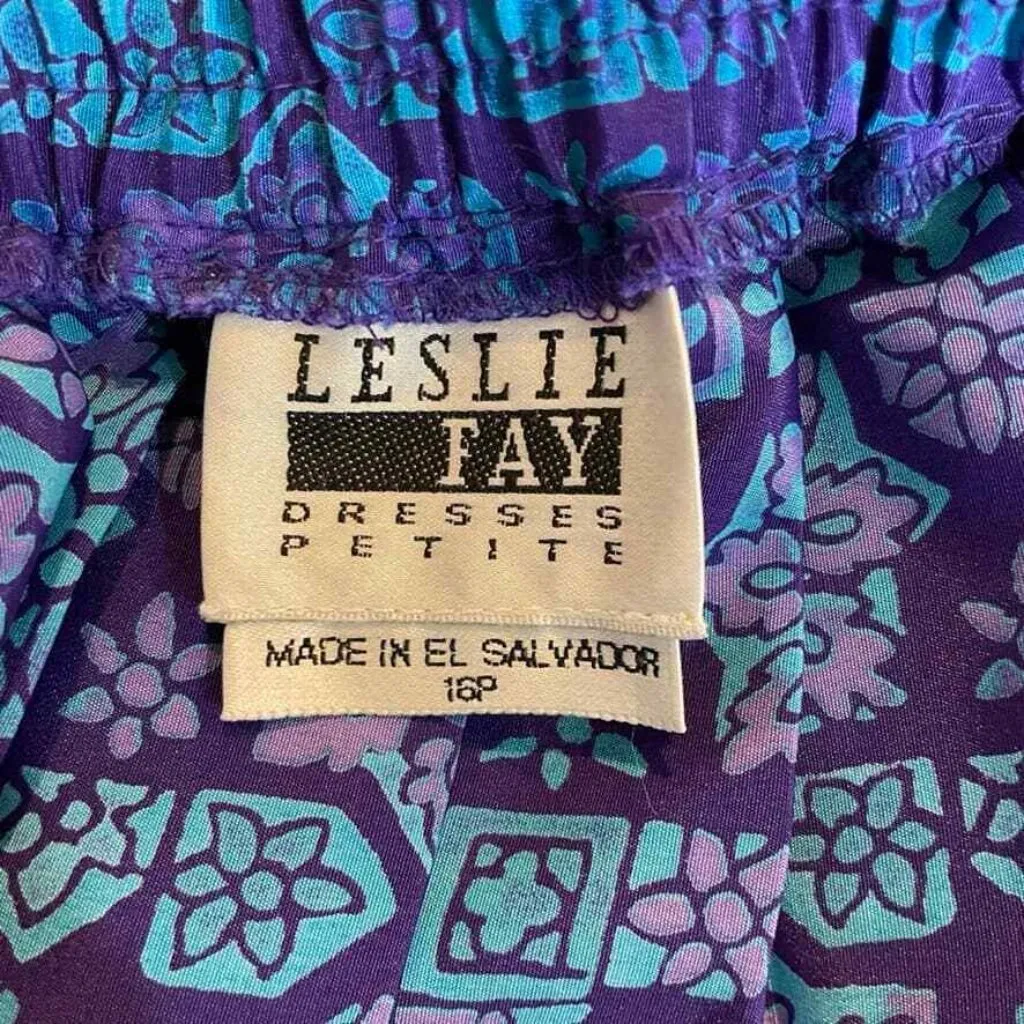 LESLIE
FAY
DRESSES
PETITE
MADE IN EL SALVADOR
16P